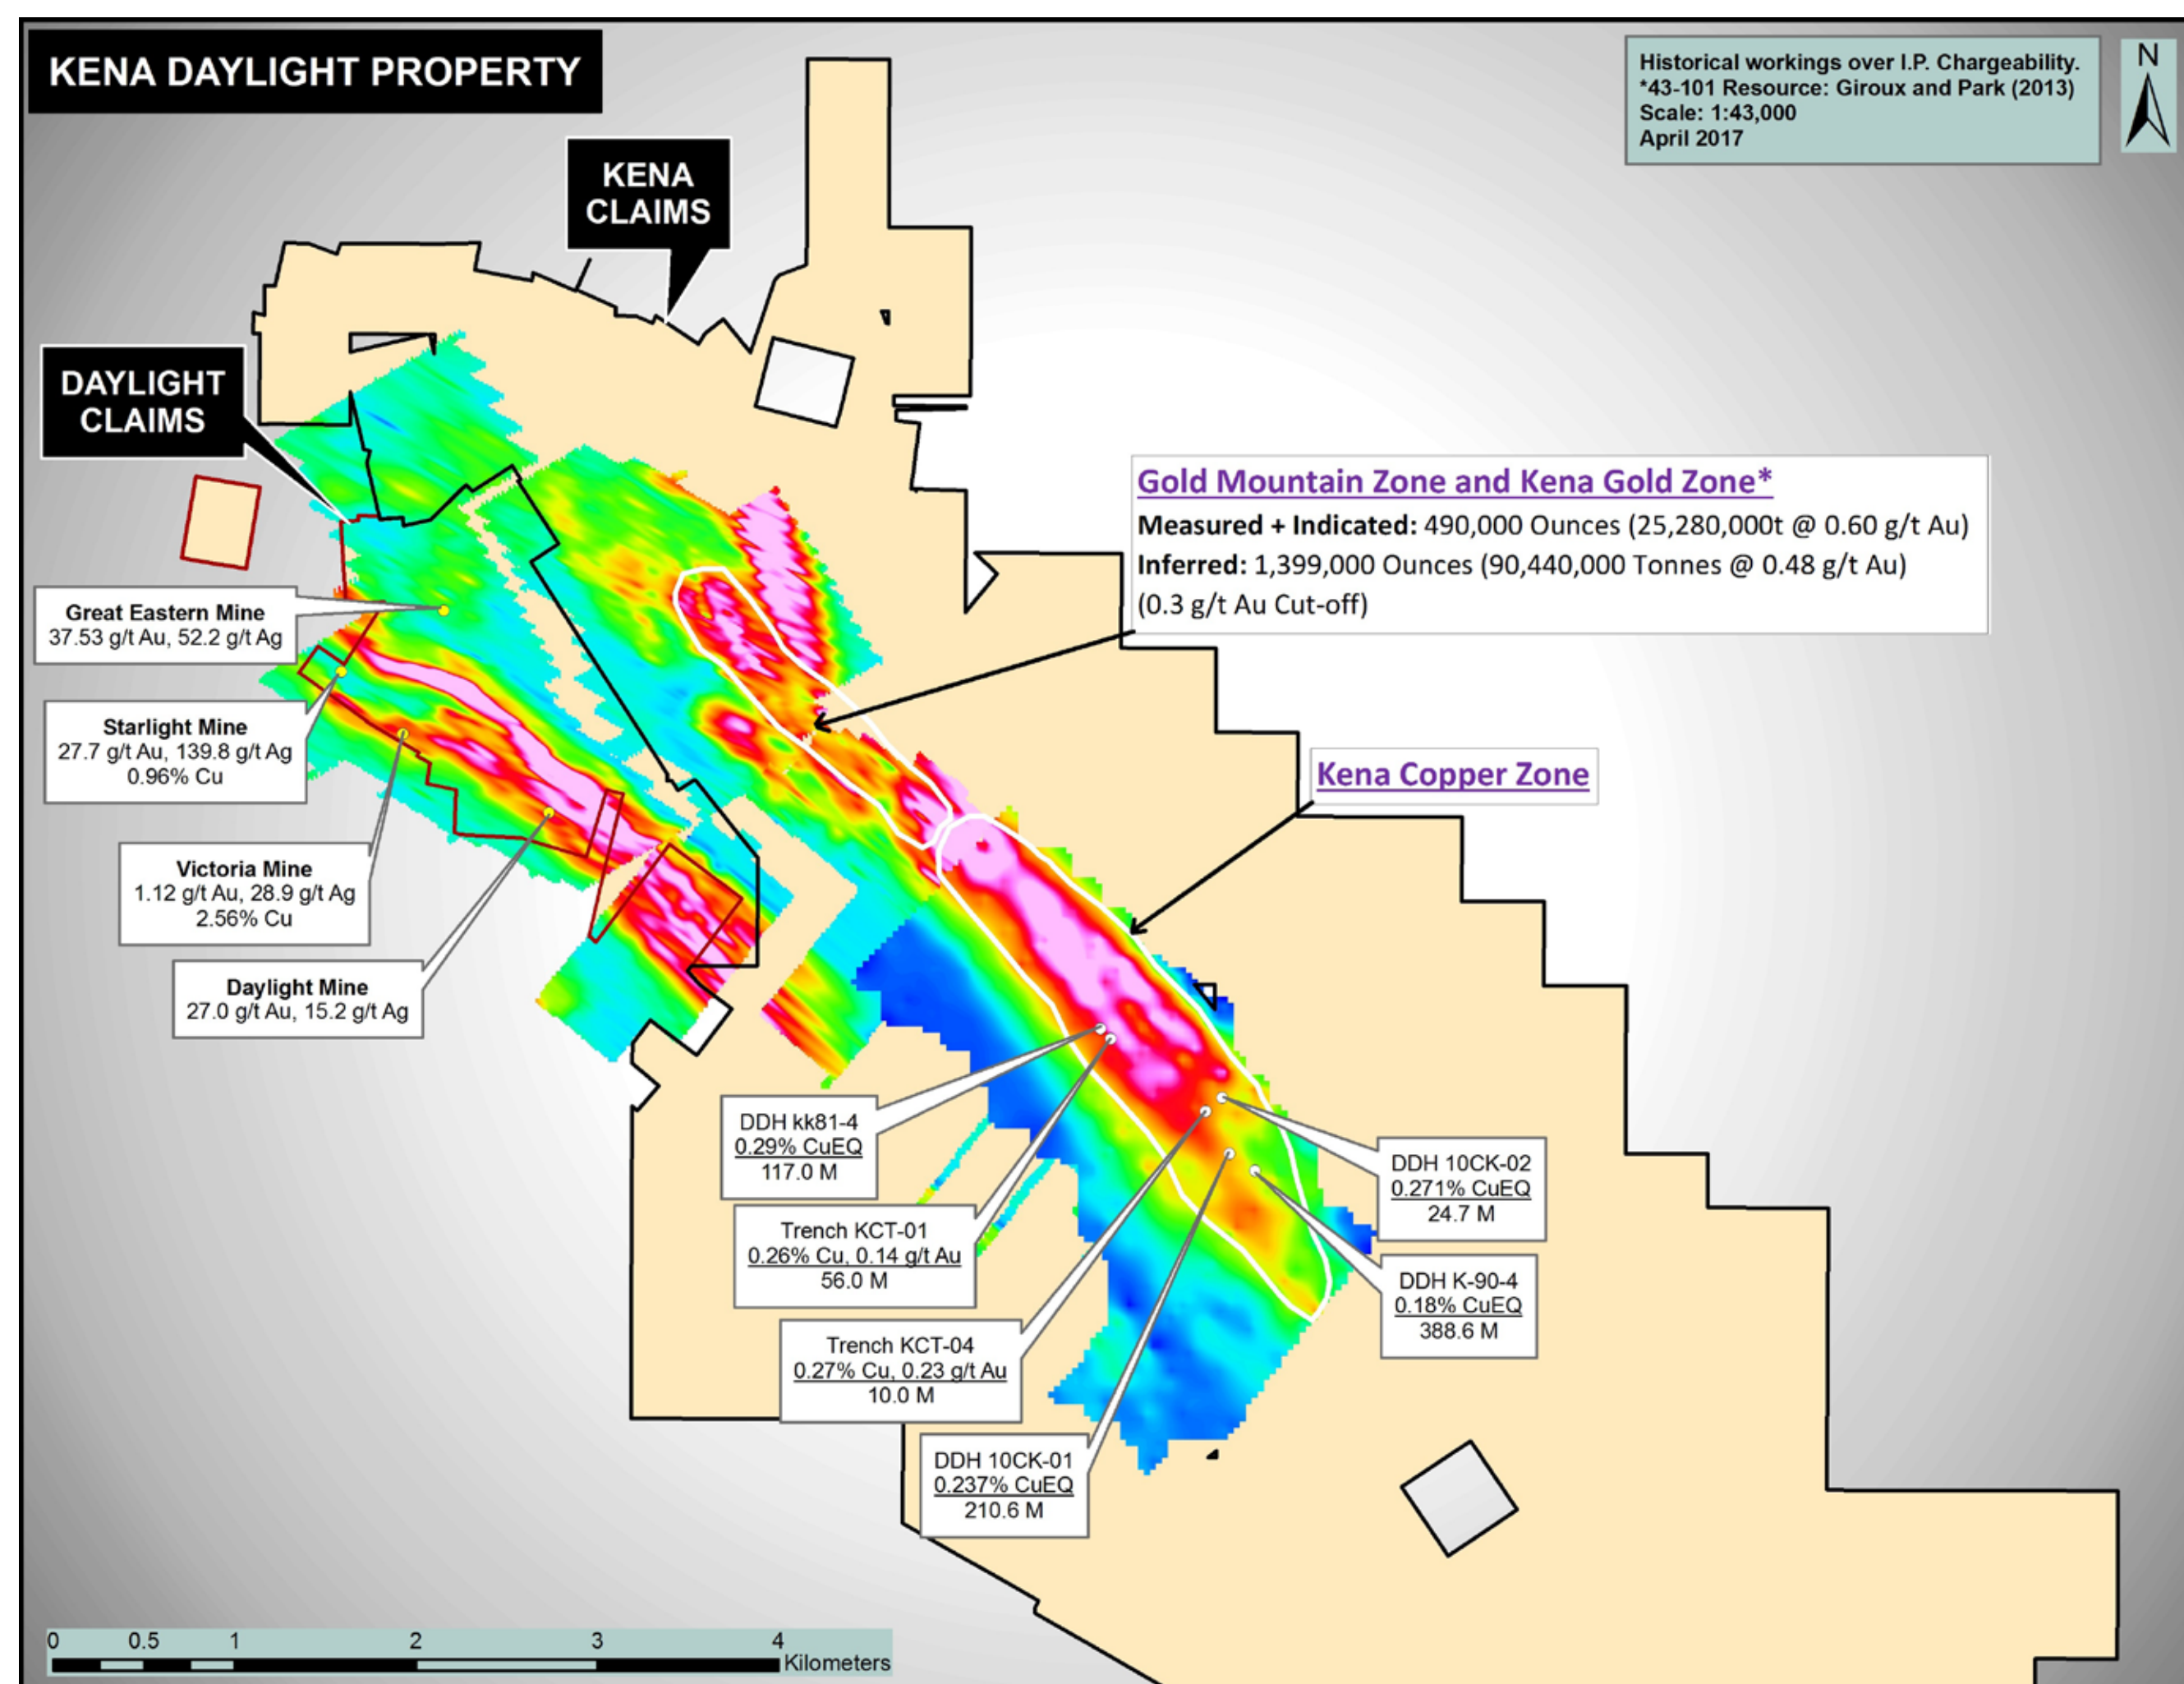 KENA DAYLIGHT PROPERTY
Historical workings over I.P. Chargeability.
*43-101 Resource: Giroux and Park (2013)
Scale: 1:43,000
April 2017
N
KENA
CLAIMS
DAYLIGHT
CLAIMS
Gold Mountain Zone and Kena Gold Zone*
Measured + Indicated: 490,000 Ounces (25,280,000t @ 0.60 g/t Au)
Inferred: 1,399,000 Ounces (90,440,000 Tonnes @ 0.48 g/t Au)
(0.3 g/t Au Cut-off)
Great Eastern Mine
37.53 g/t Au, 52.2 g/t Ag
Starlight Mine
27.7 g/t Au, 139.8 g/t Ag
0.96% Cu
Kena Copper Zone
Victoria Mine
1.12 g/t Au, 28.9 g/t Ag
2.56% Cu
Daylight Mine
27.0 g/t Au, 15.2 g/t Ag
DDH kk81-4
0.29% CuEQ
117.0 M
DDH 10CK-02
0.271% CuEQ
24.7 M
Trench KCT-01
0.26% Cu, 0.14 g/t Au
56.0 M
DDH K-90-4
0.18% CuEQ
388.6 M
Trench KCT-04
0.27% Cu, 0.23 g/t Au
10.0 M
DDH 10CK-01
0.237% CuEQ
210.6 M
0 0.5 1 2 3 4
Kilometers